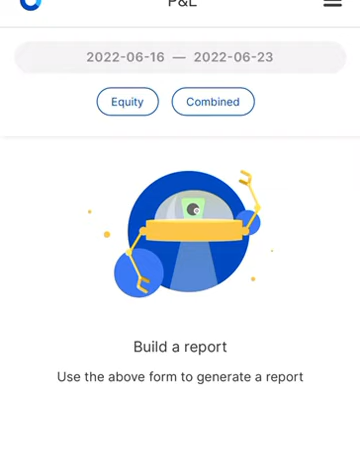 P&L
2022-06-16 — 2022-06-23
Equity
Combined
Build a report
Use the above form to generate a report